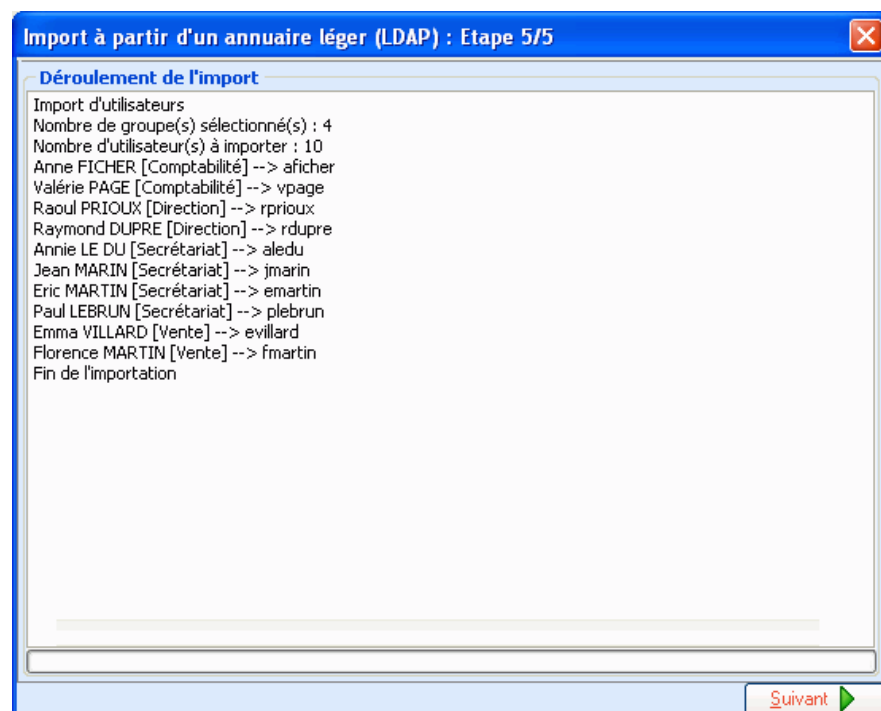 Import à partir d'un annuaire léger (LDAP) : Etape 5/5
Déroulement de l'import
Import d'utilisateurs
Nombre de groupe(s) sélectionné(s) : 4
Nombre d'utilisateur(s) à importer : 10
Anne FICHER [Comptabilité] --> aficher
Valérie PAGE [Comptabilité] --> vpage
Raoul PRIOUX [Direction] --> rprioux
Raymond DUPRE [Direction] --> rdupre
Annie LE DU [Secrétariat] --> aledu
Jean MARIN [Secrétariat] --> jmarin
Eric MARTIN [Secrétariat] --> emartin
Paul LEBRUN [Secrétariat] --> plebrun
Emma VILLARD [Vente] --> evillard
Florence MARTIN [Vente] --> fmartin
Fin de l'importation
Suivant